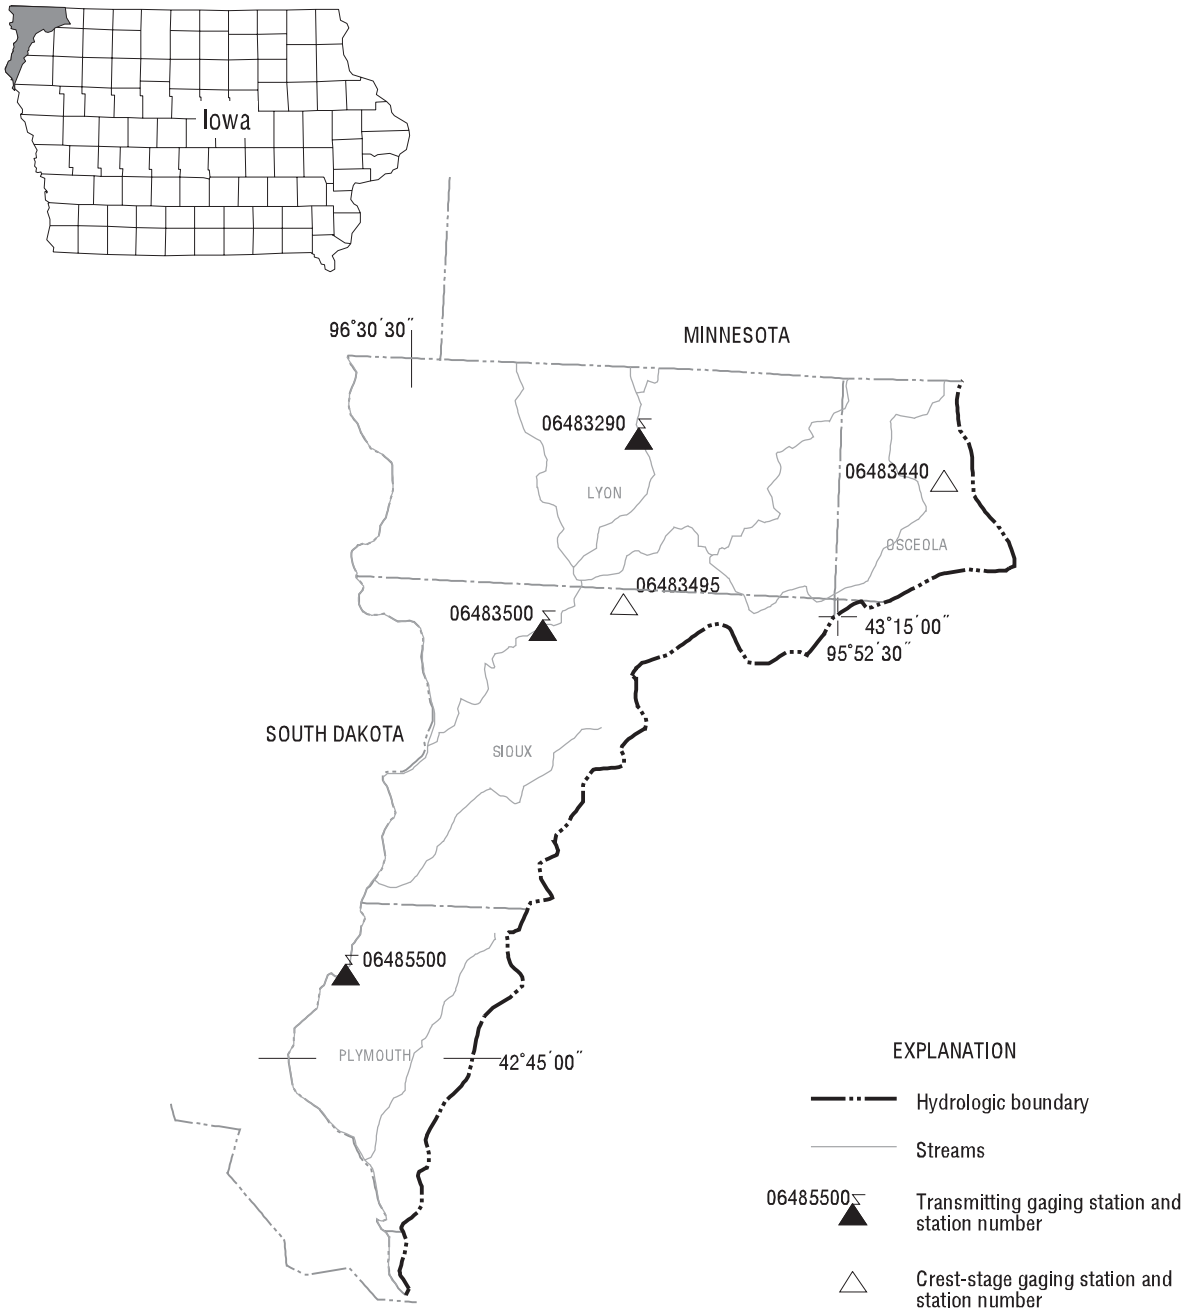 Iowa
96°30′30″
MINNESOTA
06483290
06483440
LYON
OSCEOLA
06483495
06483500
43°15′00″
95°52′30″
SOUTH DAKOTA
SIOUX
06485500
PLYMOUTH
42°45′00″
EXPLANATION
Hydrologic boundary
Streams
06485500
Transmitting gaging station and
station number
Crest-stage gaging station and
station number